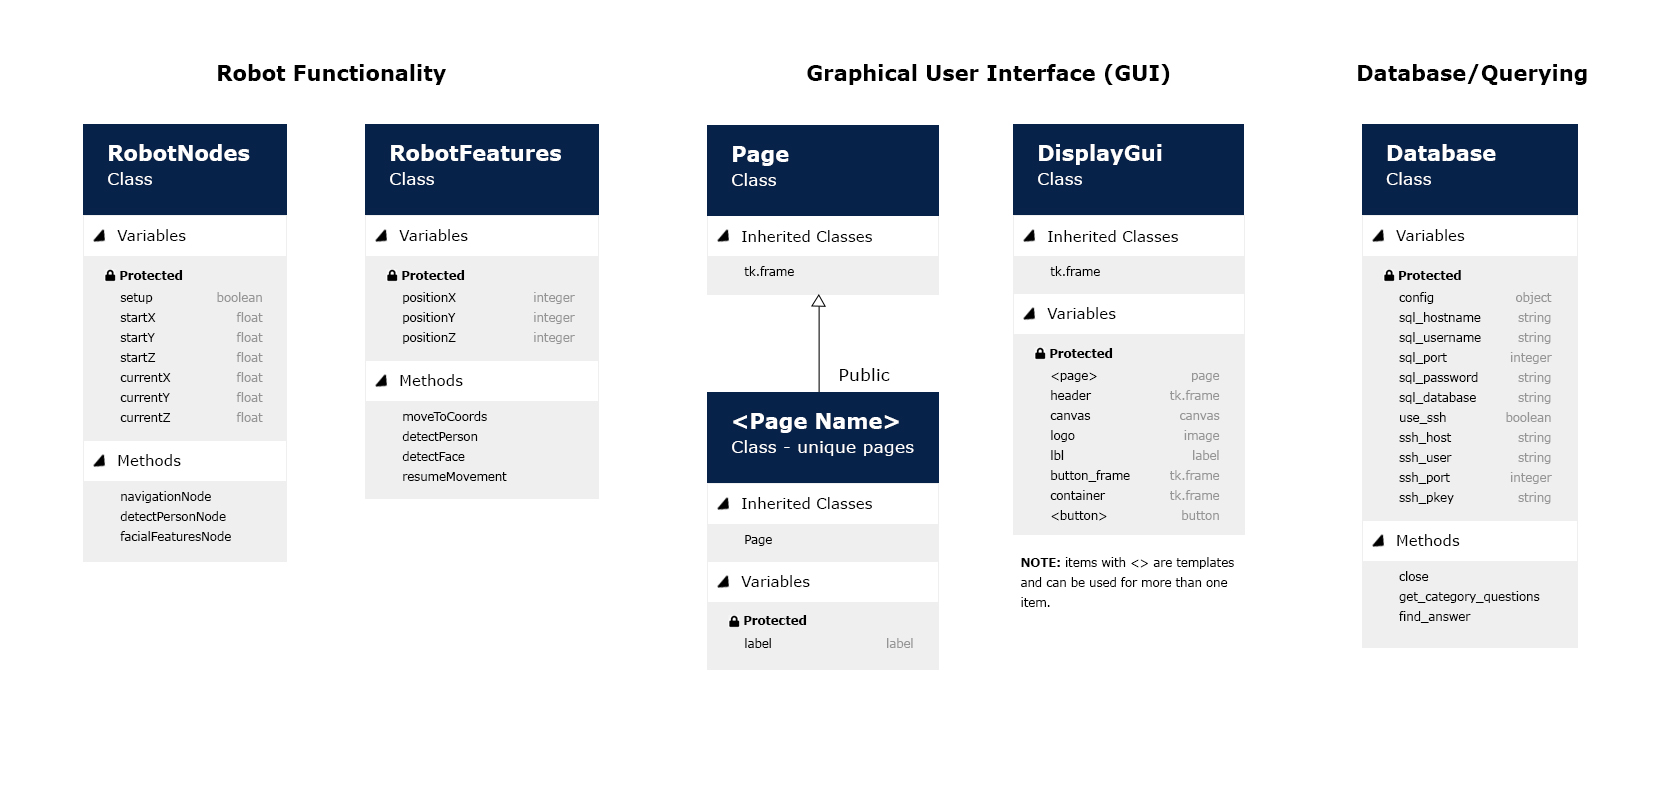 Robot Functionality
RobotNodes
Class
Variables
Protected
setup boolean
startX float
startY float
startZ float
currentX float
currentY float
currentZ float
Methods
navigationNode
detectPersonNode
facialFeaturesNode
RobotFeatures
Class
Variables
Protected
positionX integer
positionY integer
positionZ integer
Methods
moveToCoords
detectPerson
detectFace
resumeMovement
Graphical User Interface (GUI)
Page
Class
Inherited Classes
tk.frame
Public
<Page Name>
Class - unique pages
Inherited Classes
Page
Variables
Protected
label label
DisplayGui
Class
Inherited Classes
tk.frame
Variables
Protected
<page> page
header tk.frame
canvas canvas
logo image
lbl label
button_frame tk.frame
container tk.frame
<button> button
NOTE: items with <> are templates
and can be used for more than one
item.
Database/Querying
Database
Class
Variables
Protected
config object
sql_hostname string
sql_username string
sql_port integer
sql_password string
sql_database string
use_ssh boolean
ssh_host string
ssh_user string
ssh_port integer
ssh_pkey string
Methods
close
get_category_questions
find_answer